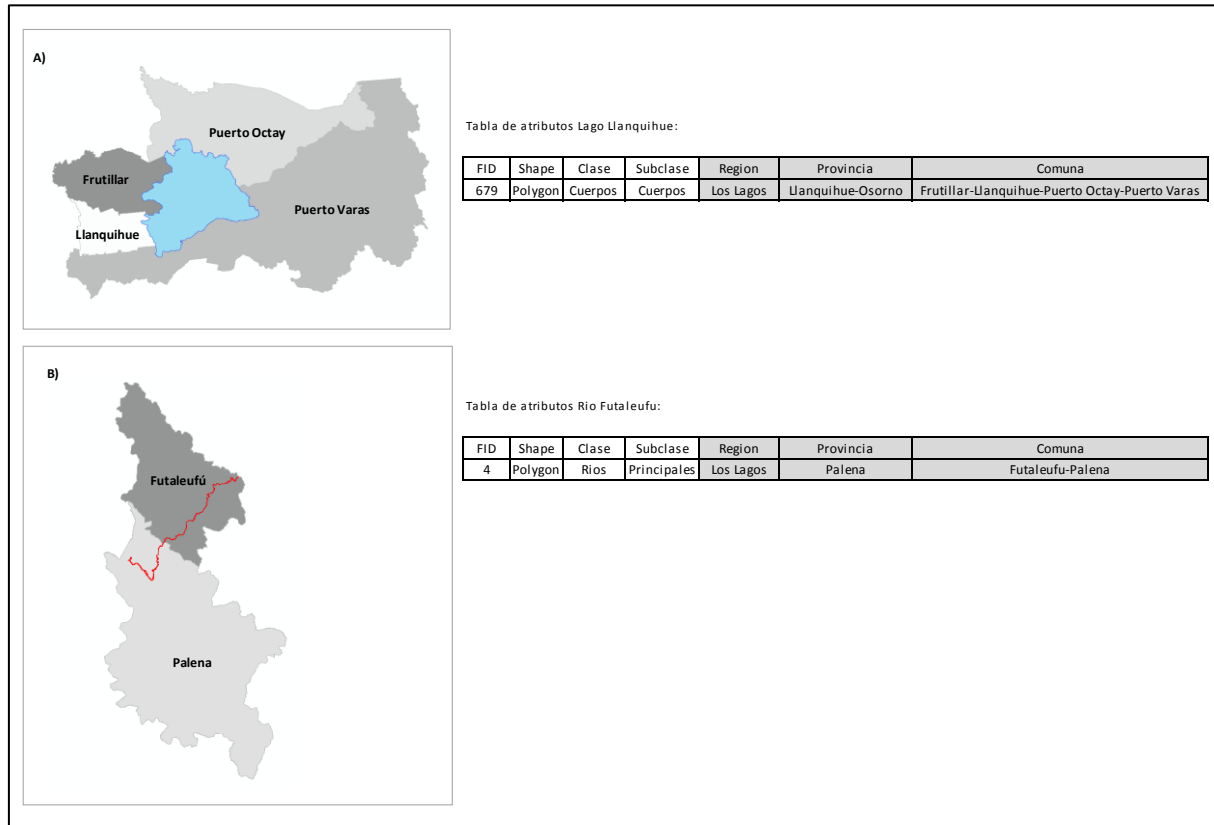 A)
Puerto Octay
Frutillar
Puerto Varas
Llanquihue
Tabla de atributos Lago Llanquihue:
FID Shape Clase Subclase Region Provincia Comuna
679 Polygon Cuerpos Cuerpos Los Lagos Llanquihue-Osorno Frutillar-Llanquihue-Puerto Octay-Puerto Varas
B)
Futaleufú
Palena
Tabla de atributos Rio Futaleufu:
FID Shape Clase Subclase Region Provincia Comuna
4 Polygon Rios Principales Los Lagos Palena Futaleufu-Palena